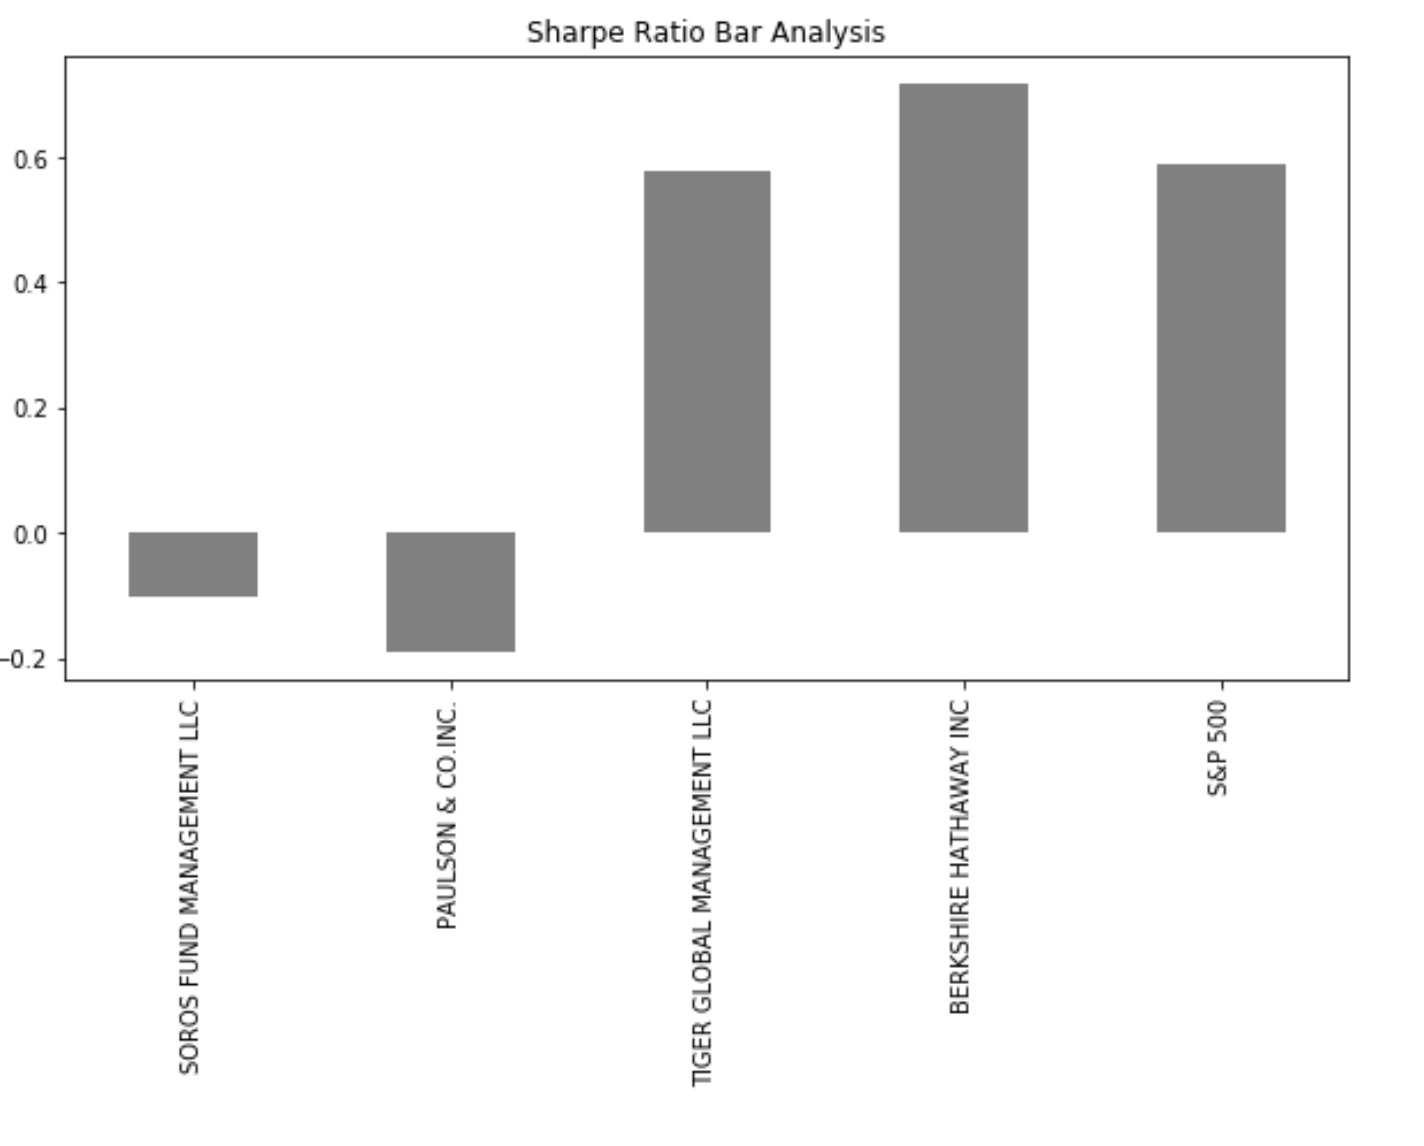 Sharpe Ratio Bar Analysis
0.6
0.4
0.2
0.0
−0.2
SOROS FUND MANAGEMENT LLC
PAULSON & CO.INC.
TIGER GLOBAL MANAGEMENT LLC
BERKSHIRE HATHAWAY INC
S&P 500